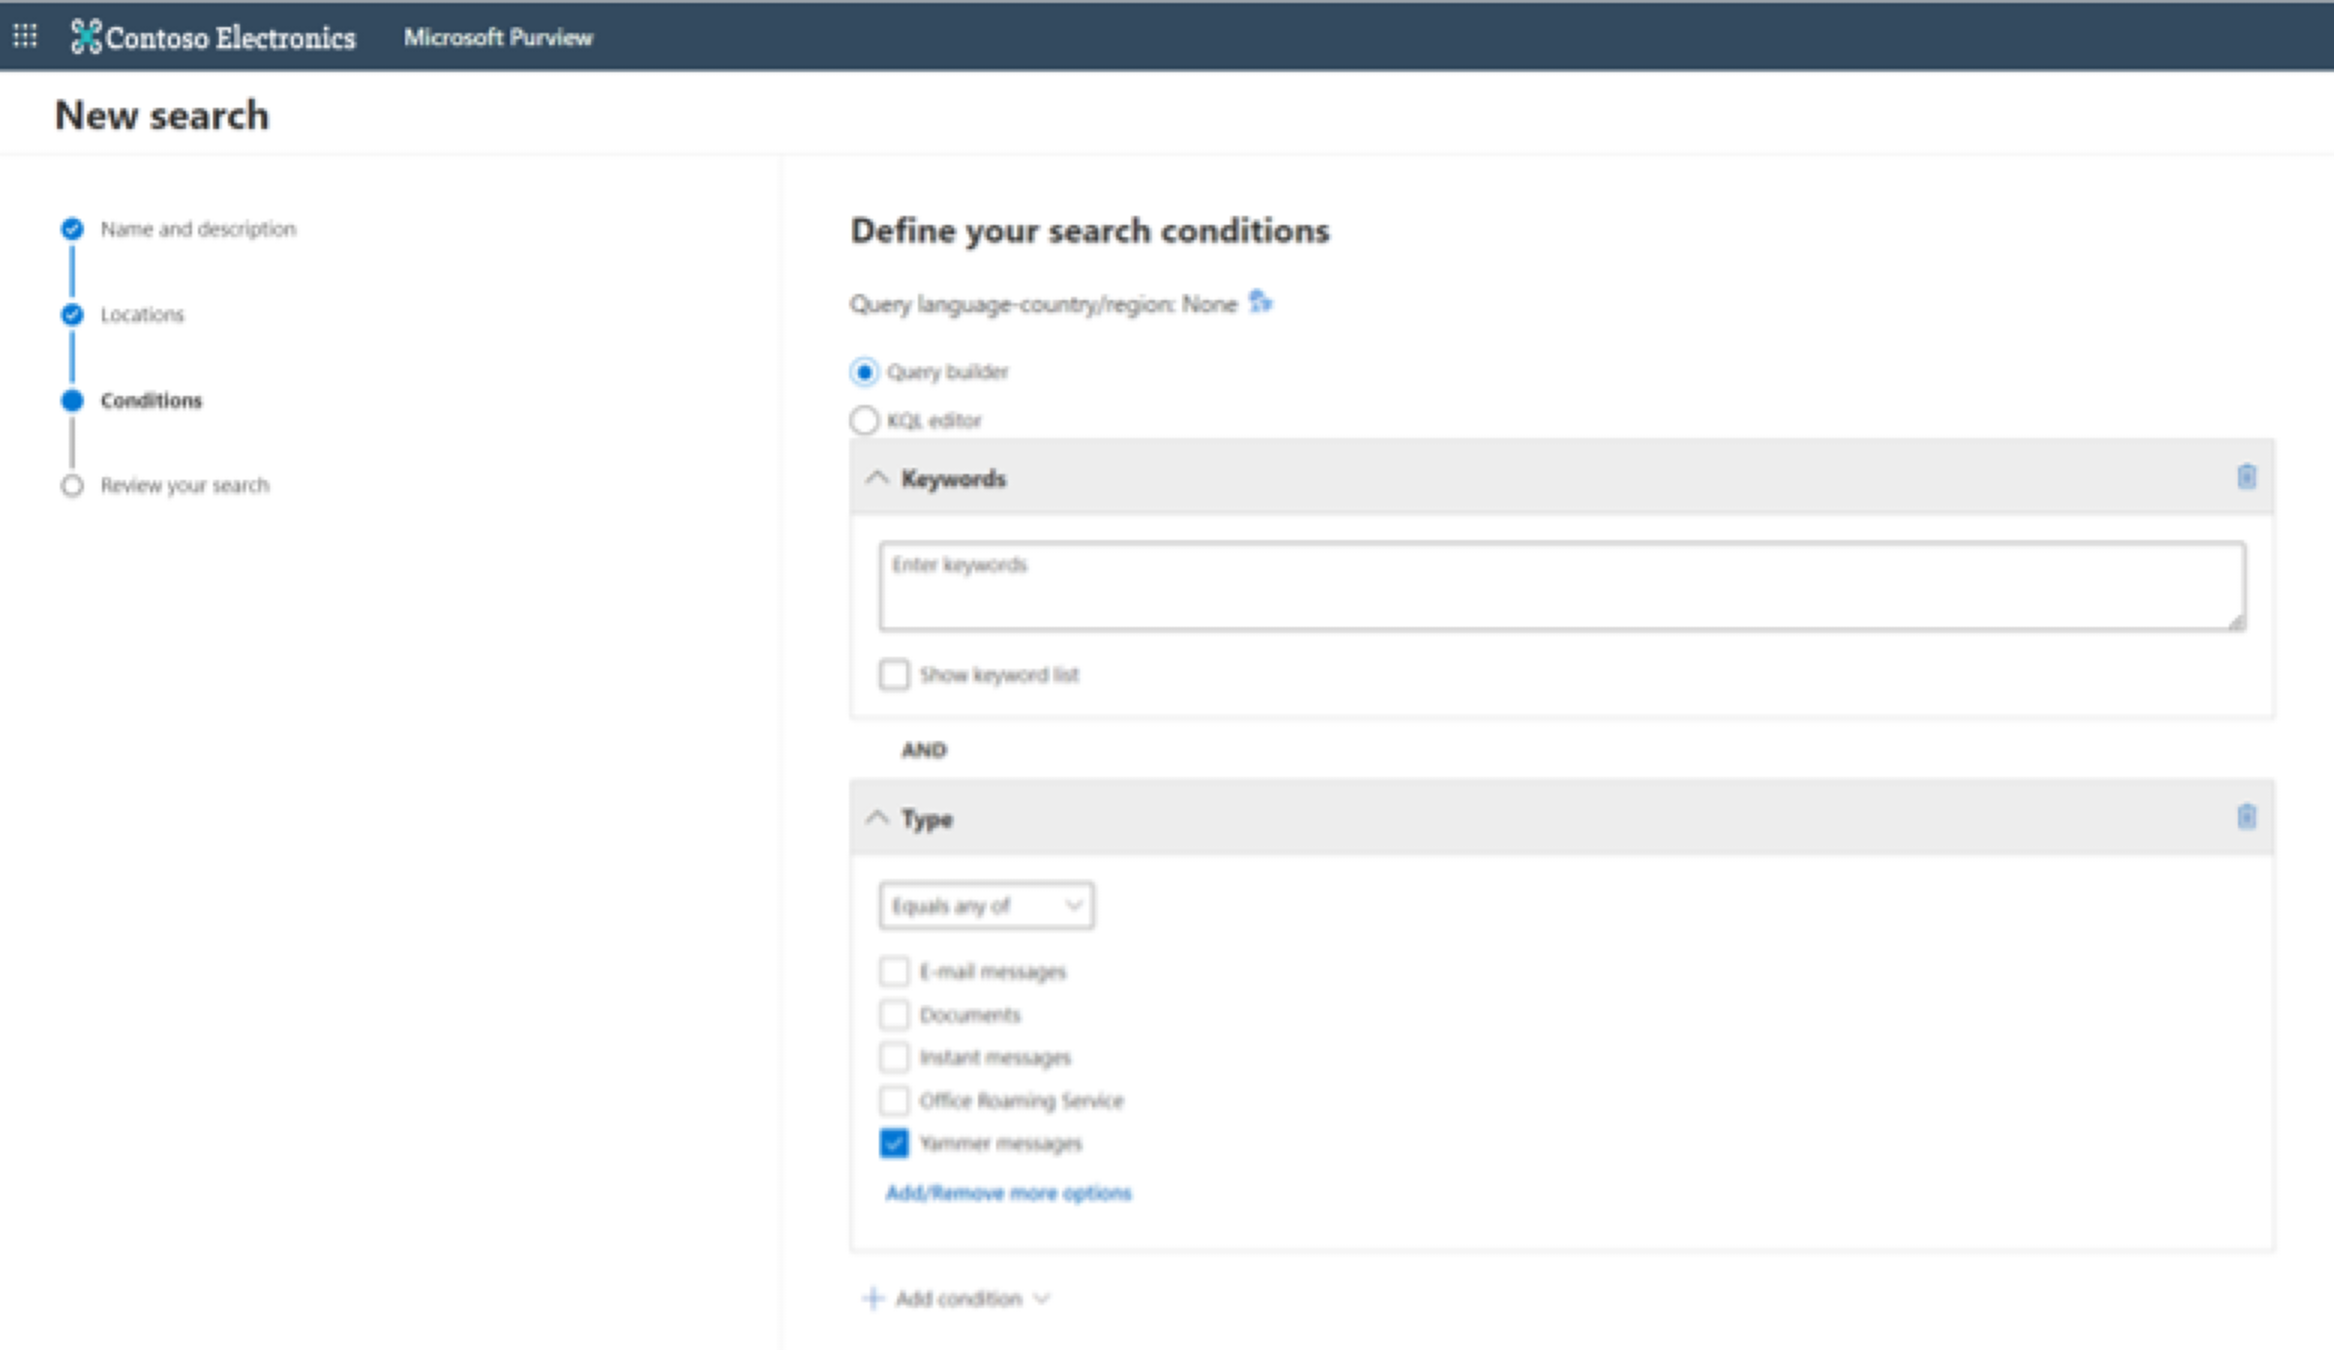 Contoso Electronics Microsoft Purview
New search
Name and description
Locations
Conditions
Review your search
Define your search conditions
Query language-country/region: None
Query builder
KQL editor
Keywords
Enter keywords
Show keyword list
AND
Type
Equals any of
E-mail messages
Documents
Instant messages
Office Roaming Service
Yammer messages
Add/Remove more options
Add condition